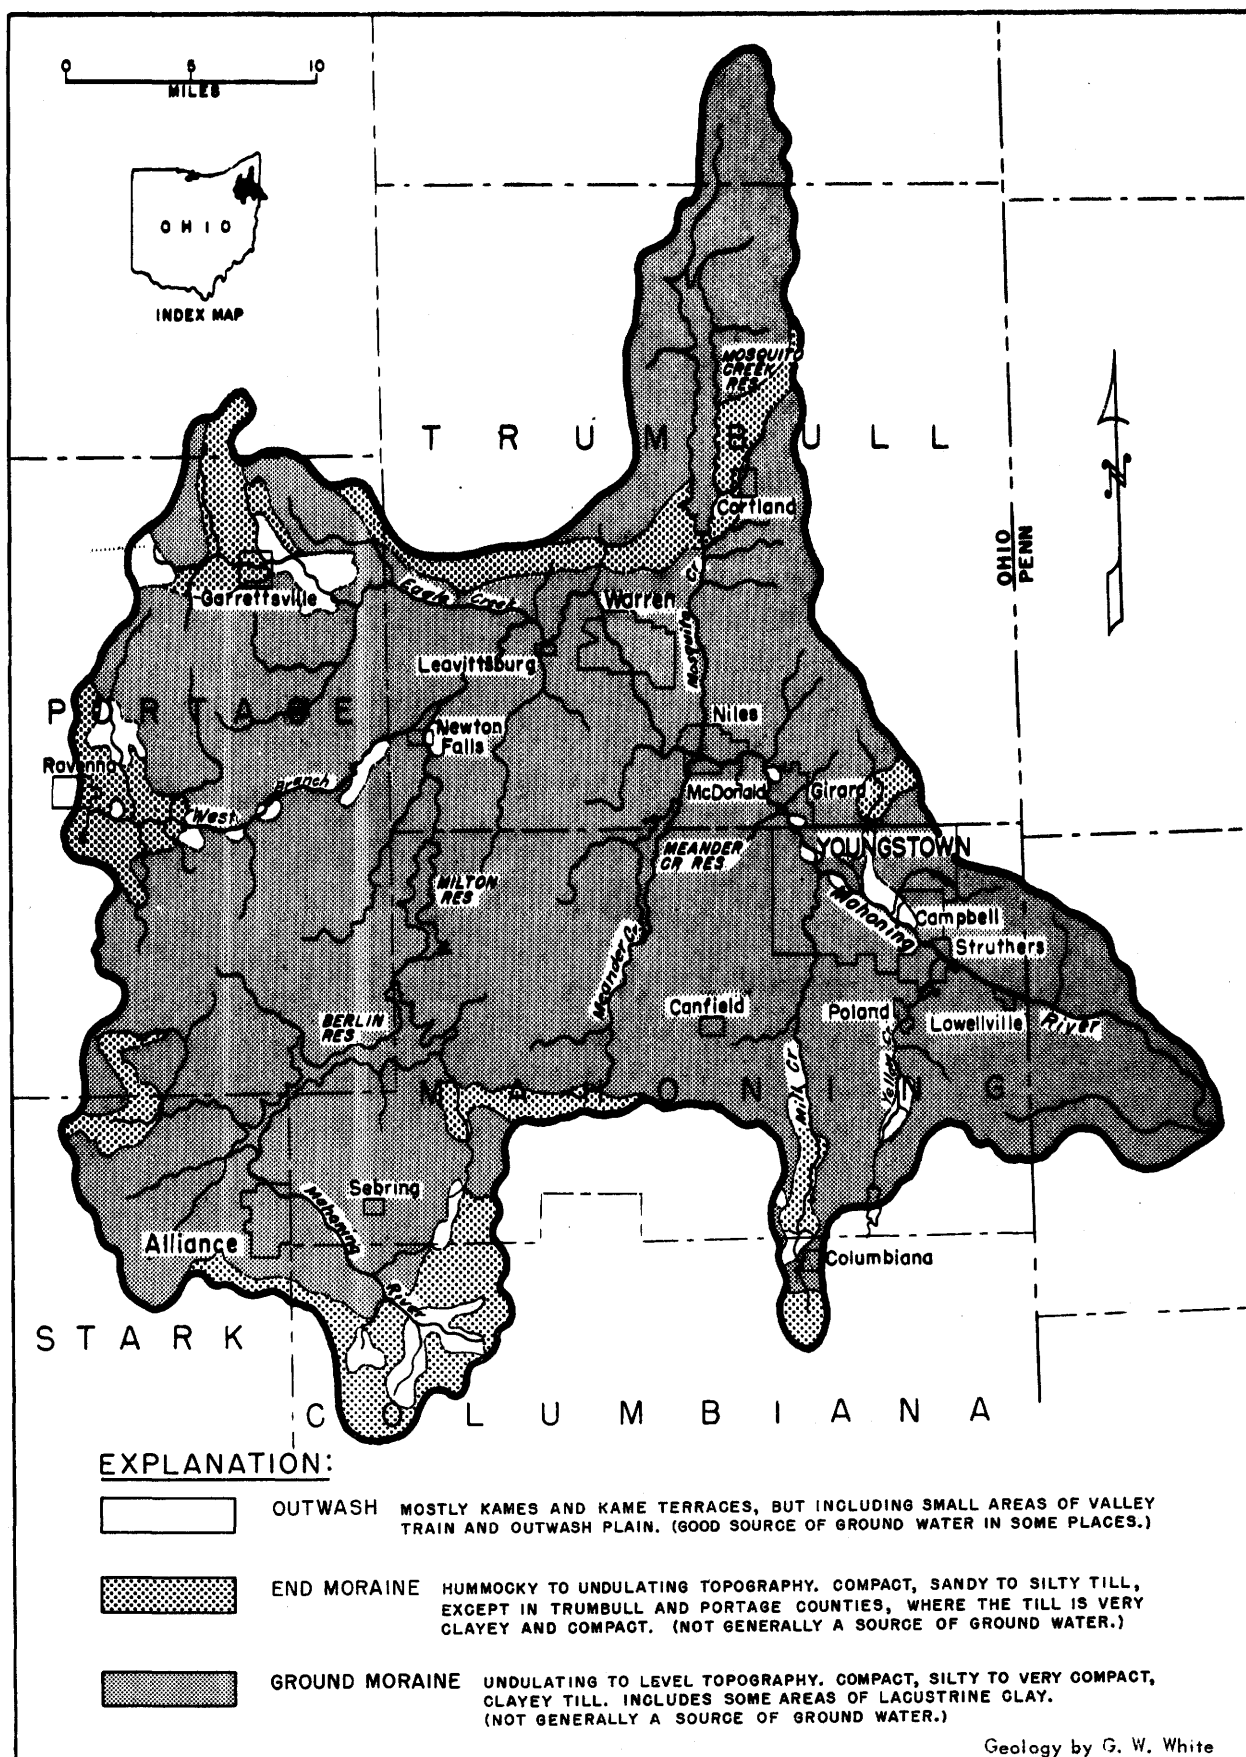 0 5 10
MILES
OHIO
INDEX MAP
MOSQUITO
CREEK
RES
TRUMBULL
Cortland
OHIO
PENN
N
Garrettsville
Eagle Creek
Warren
Mosquito Cr
Leavittsburg
PORTAGE
Newton
Falls
Niles
Ravenna
West Branch
McDonald
Girard
MEANDER
CR RES
YOUNGSTOWN
MILTON
RES
Mahoning
Campbell
Struthers
Meander Cr
BERLIN
RES
Canfield
Poland
Lowellville
River
Mill Cr
Yellow C
MAHONING
Sebring
Mahoning
Alliance
River
Columbiana
STARK
COLUMBIANA
EXPLANATION:
OUTWASH MOSTLY KAMES AND KAME TERRACES, BUT INCLUDING SMALL AREAS OF VALLEY
TRAIN AND OUTWASH PLAIN. (GOOD SOURCE OF GROUND WATER IN SOME PLACES.)
END MORAINE HUMMOCKY TO UNDULATING TOPOGRAPHY. COMPACT, SANDY TO SILTY TILL,
EXCEPT IN TRUMBULL AND PORTAGE COUNTIES, WHERE THE TILL IS VERY
CLAYEY AND COMPACT. (NOT GENERALLY A SOURCE OF GROUND WATER.)
GROUND MORAINE UNDULATING TO LEVEL TOPOGRAPHY. COMPACT, SILTY TO VERY COMPACT,
CLAYEY TILL. INCLUDES SOME AREAS OF LACUSTRINE CLAY.
(NOT GENERALLY A SOURCE OF GROUND WATER.)
Geology by G. W. White